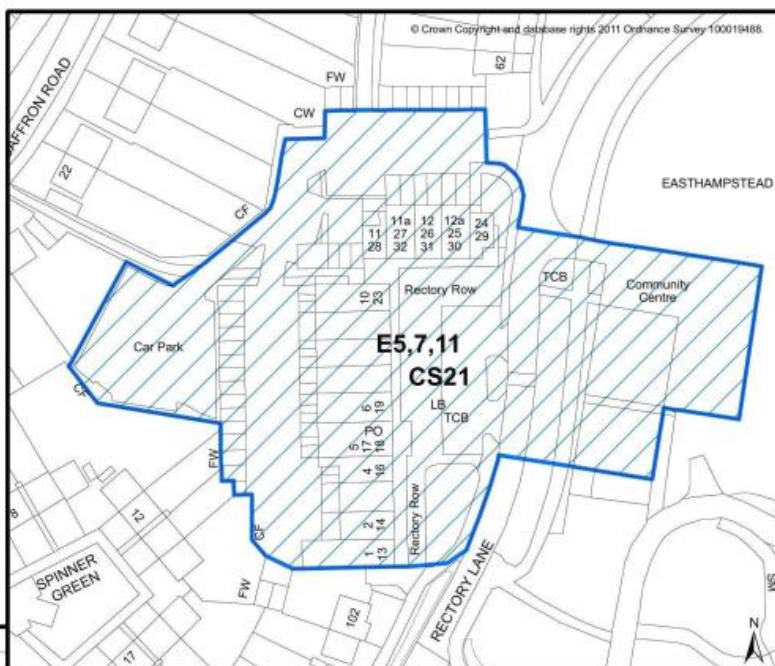 © Crown Copyright and database rights 2011 Ordnance Survey 100019488.
62
FW
CW
SAFFRON ROAD
22
CF
EASTHAMPSTEAD
11 11a 12 12a 24
28 27 26 25 29
32 31 30
TCB
Community
Centre
Rectory Row
10
23
Car Park
E5,7,11
CS21
6
19
LB
TCB
PO
5
17
18
4
16
CF
FW
2
14
Rectory Row
1
13
CF
FW
8
12
SPINNER
GREEN
17
102
RECTORY LANE
SM
N